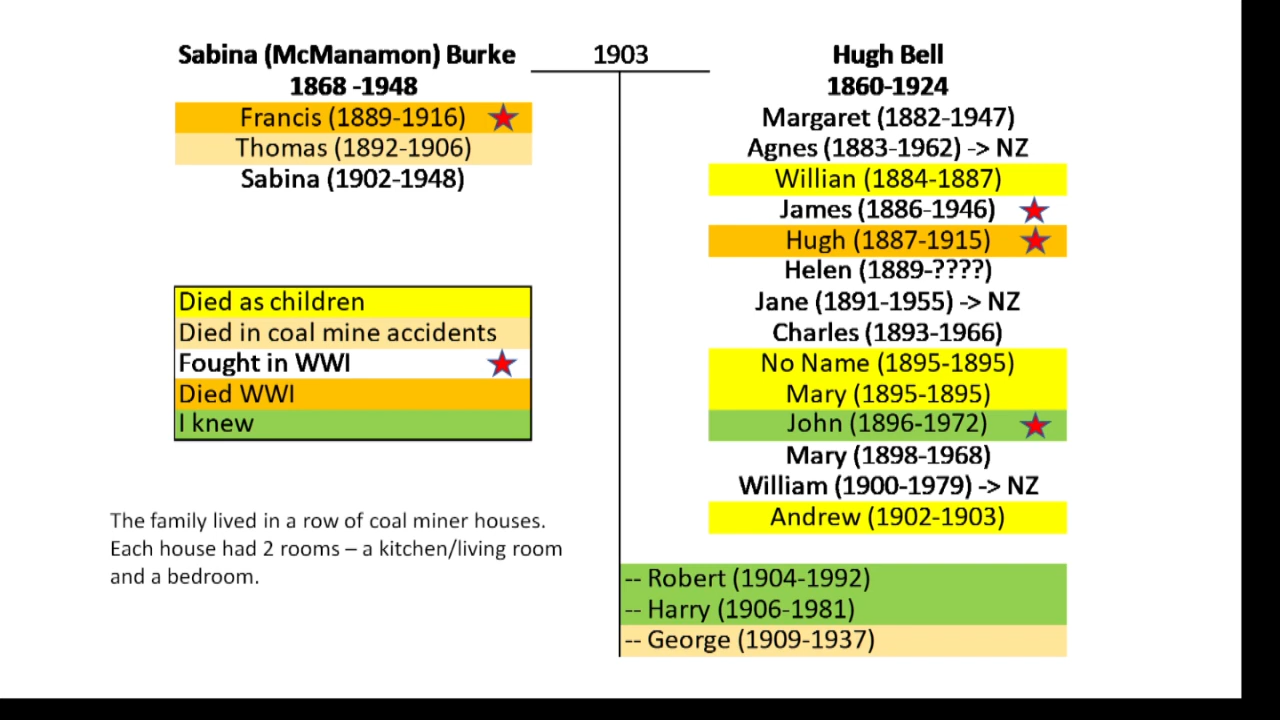 Sabina (McManamon) Burke
1868 -1948
Francis (1889-1916)
Thomas (1892-1906)
Sabina (1902-1948)
1903
Hugh Bell
1860-1924
Margaret (1882-1947)
Agnes (1883-1962) -> NZ
Willian (1884-1887)
James (1886-1946)
Hugh (1887-1915)
Helen (1889-????)
Jane (1891-1955) -> NZ
Charles (1893-1966)
No Name (1895-1895)
Mary (1895-1895)
John (1896-1972)
Mary (1898-1968)
William (1900-1979) -> NZ
Andrew (1902-1903)
Died as children
Died in coal mine accidents
Fought in WWI
Died WWI
I knew
The family lived in a row of coal miner houses.
Each house had 2 rooms – a kitchen/living room
and a bedroom.
-- Robert (1904-1992)
-- Harry (1906-1981)
-- George (1909-1937)